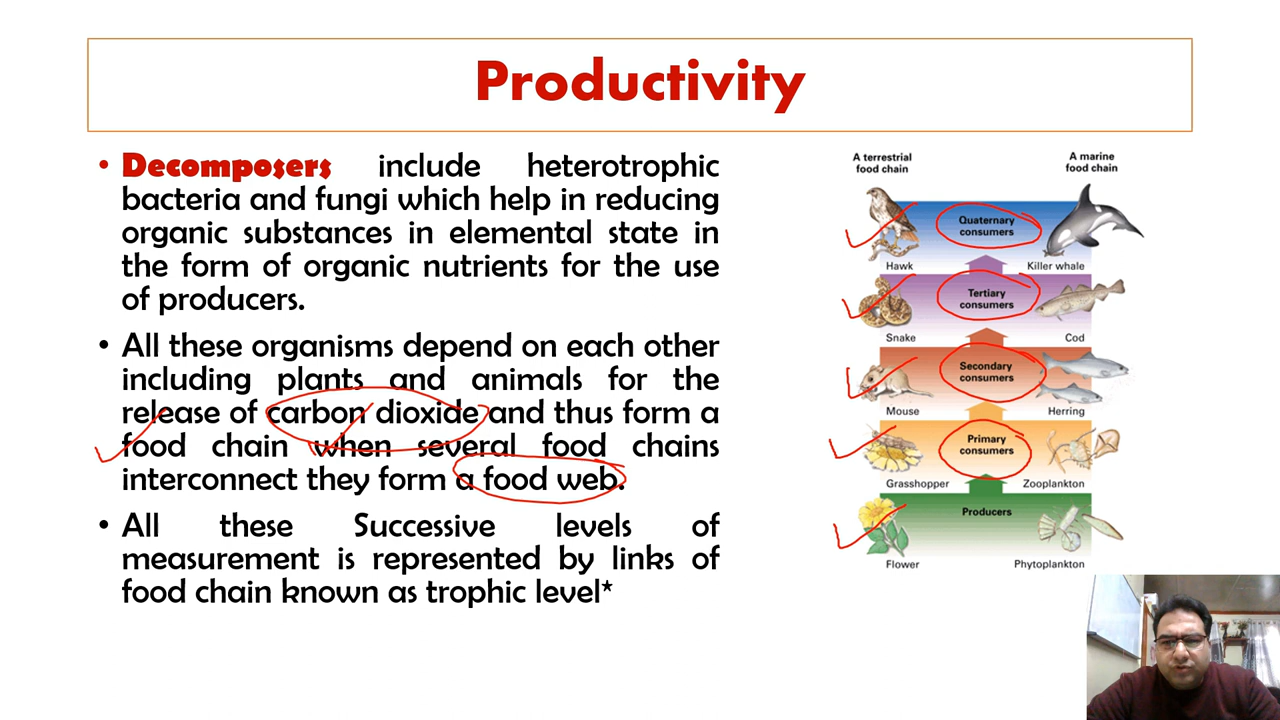 Productivity
• Decomposers include heterotrophic
bacteria and fungi which help in reducing
organic substances in elemental state in
the form of organic nutrients for the use
of producers.
• All these organisms depend on each other
including plants and animals for the
release of carbon dioxide and thus form a
food chain when several food chains
interconnect they form a food web.
• All these Successive levels of
measurement is represented by links of
food chain known as trophic level*
A terrestrial
food chain
A marine
food chain
Quaternary
consumers
Hawk
Killer whale
Tertiary
consumers
Snake
Cod
Secondary
consumers
Mouse
Herring
Primary
consumers
Grasshopper
Zooplankton
Producers
Flower
Phytoplankton